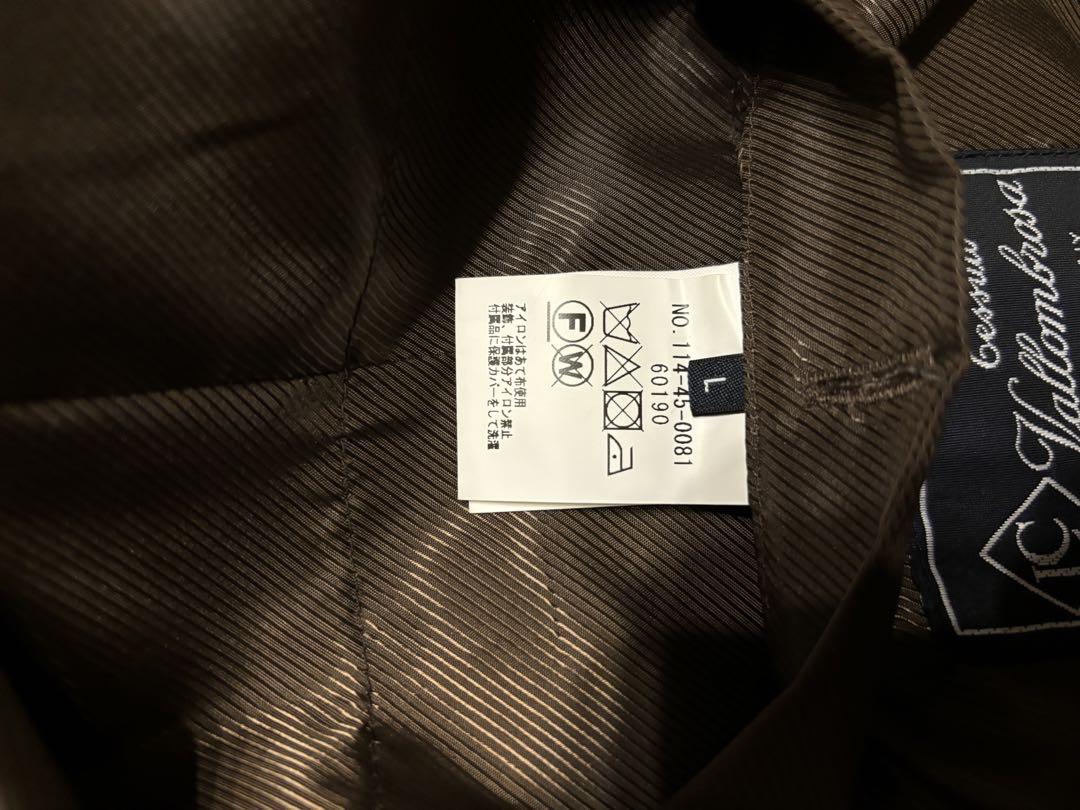 NO. 114-45-0081
60190
L
F
W
アイロンはあて布使用
装飾、付属部分アイロン禁止
付属品に保護カバーをして洗濯
Tessuti
Vallombrosa
TC